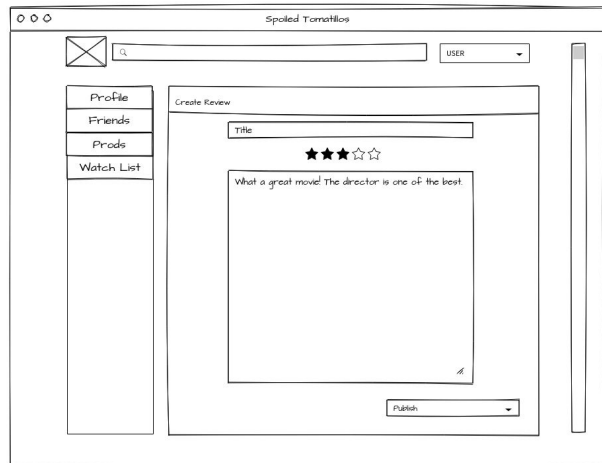 Spoiled Tomatillos
USER
Profile
Friends
Prods
Watch List
Create Review
Title
What a great movie! The director is one of the best.
Publish